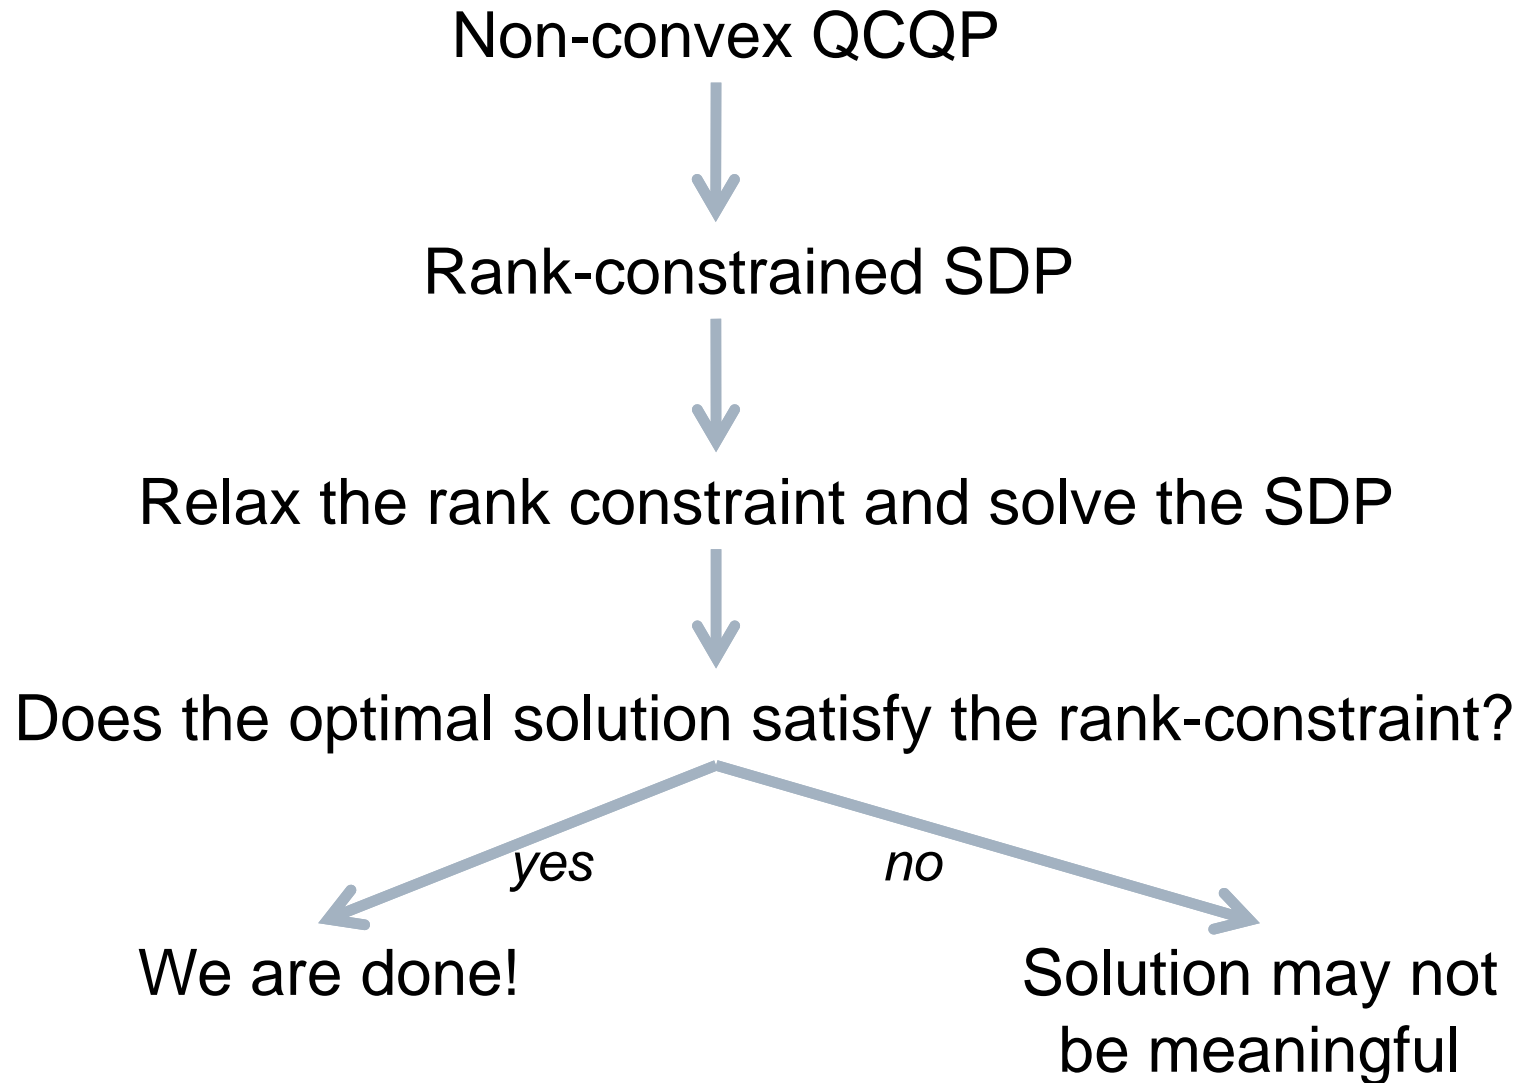 Non-convex QCQP
Rank-constrained SDP
Relax the rank constraint and solve the SDP
Does the optimal solution satisfy the rank-constraint?
yes
no
We are done!
Solution may not
be meaningful